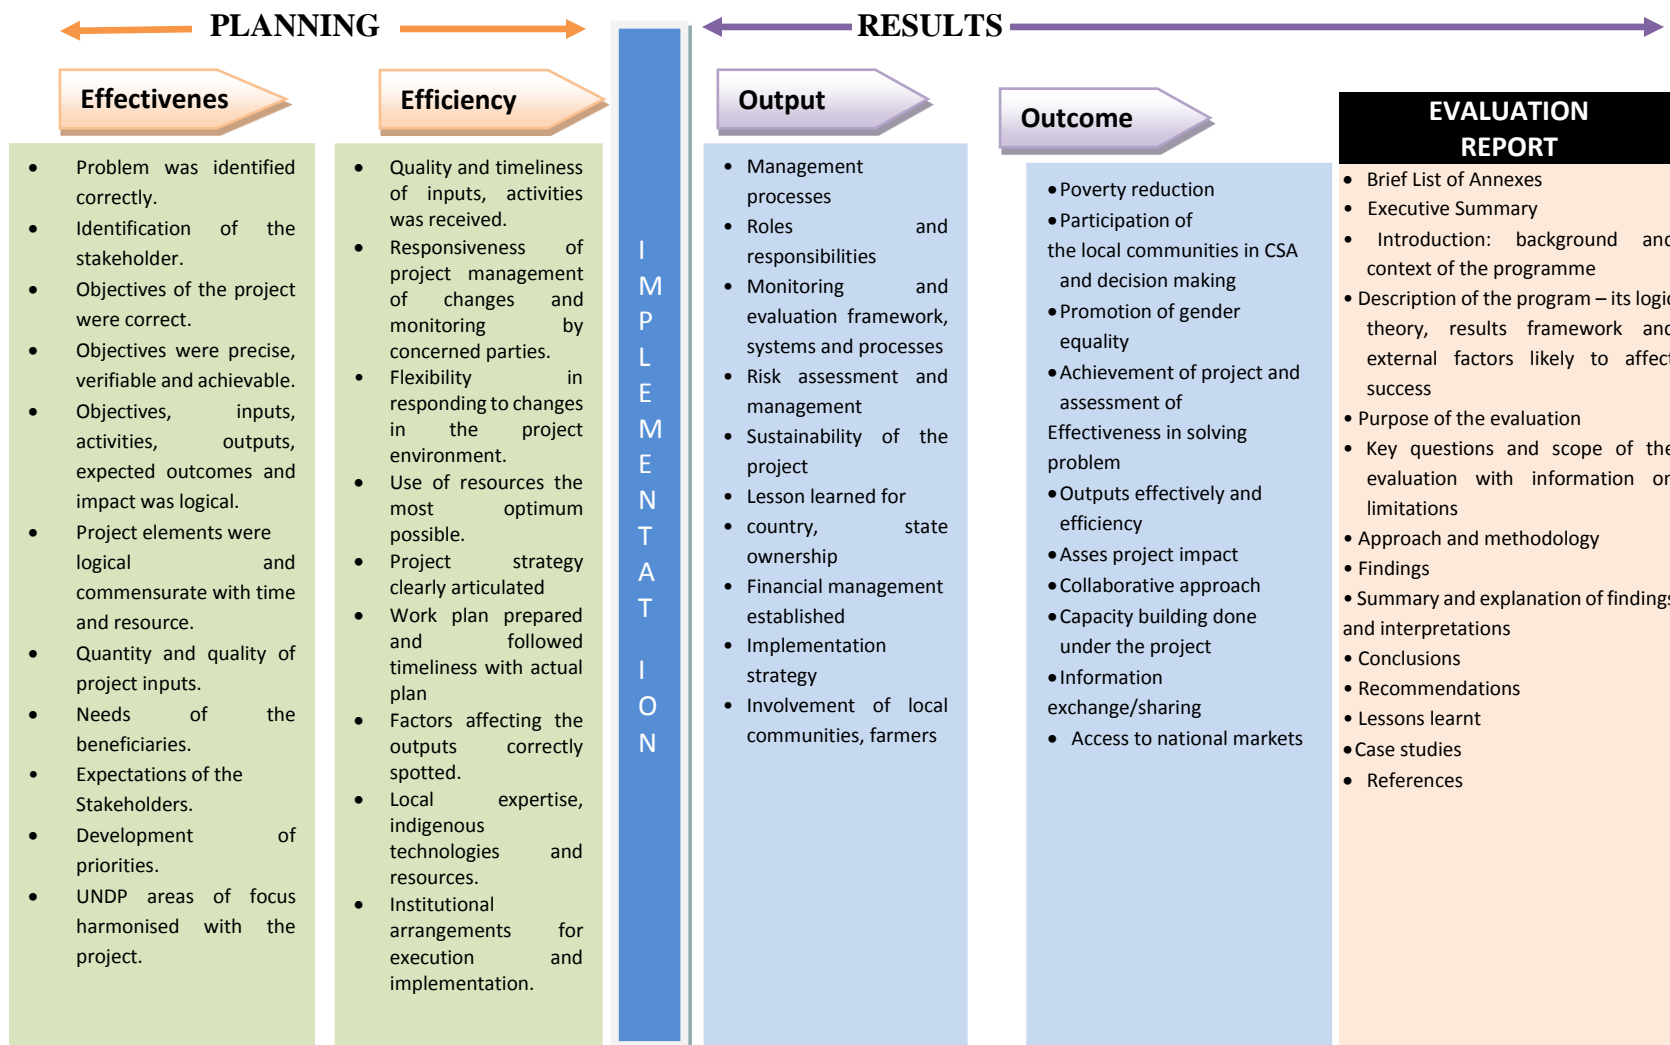 PLANNING
RESULTS
Effectivenes
Problem was identified
correctly.
Identification of the
stakeholder.
Objectives of the project
were correct.
Objectives were precise,
verifiable and achievable.
Objectives, inputs,
activities, outputs,
expected outcomes and
impact was logical.
Project elements were
logical and
commensurate with time
and resource.
Quantity and quality of
project inputs.
Needs of the
beneficiaries.
Expectations of the
Stakeholders.
Development of
priorities.
UNDP areas of focus
harmonised with the
project.
Efficiency
Quality and timeliness
of inputs, activities
was received.
Responsiveness of
project management
of changes and
monitoring by
concerned parties.
Flexibility in
responding to changes
in the project
environment.
Use of resources the
most optimum
possible.
Project strategy
clearly articulated
Work plan prepared
and followed
timeliness with actual
plan
Factors affecting the
outputs correctly
spotted.
Local expertise,
indigenous
technologies and
resources.
Institutional
arrangements for
execution and
implementation.
IMPLEMENTAT ION
Output
Management
processes
Roles and
responsibilities
Monitoring and
evaluation framework,
systems and processes
Risk assessment and
management
Sustainability of the
project
Lesson learned for
country, state
ownership
Financial management
established
Implementation
strategy
Involvement of local
communities, farmers
Outcome
Poverty reduction
Participation of
the local communities in CSA
and decision making
Promotion of gender
equality
Achievement of project and
assessment of
Effectiveness in solving
problem
Outputs effectively and
efficiency
Asses project impact
Collaborative approach
Capacity building done
under the project
Information
exchange/sharing
Access to national markets
EVALUATION
REPORT
Brief List of Annexes
Executive Summary
Introduction: background and
context of the programme
Description of the program – its logic
theory, results framework and
external factors likely to affect
success
Purpose of the evaluation
Key questions and scope of the
evaluation with information on
limitations
Approach and methodology
Findings
Summary and explanation of findings
and interpretations
Conclusions
Recommendations
Lessons learnt
Case studies
References